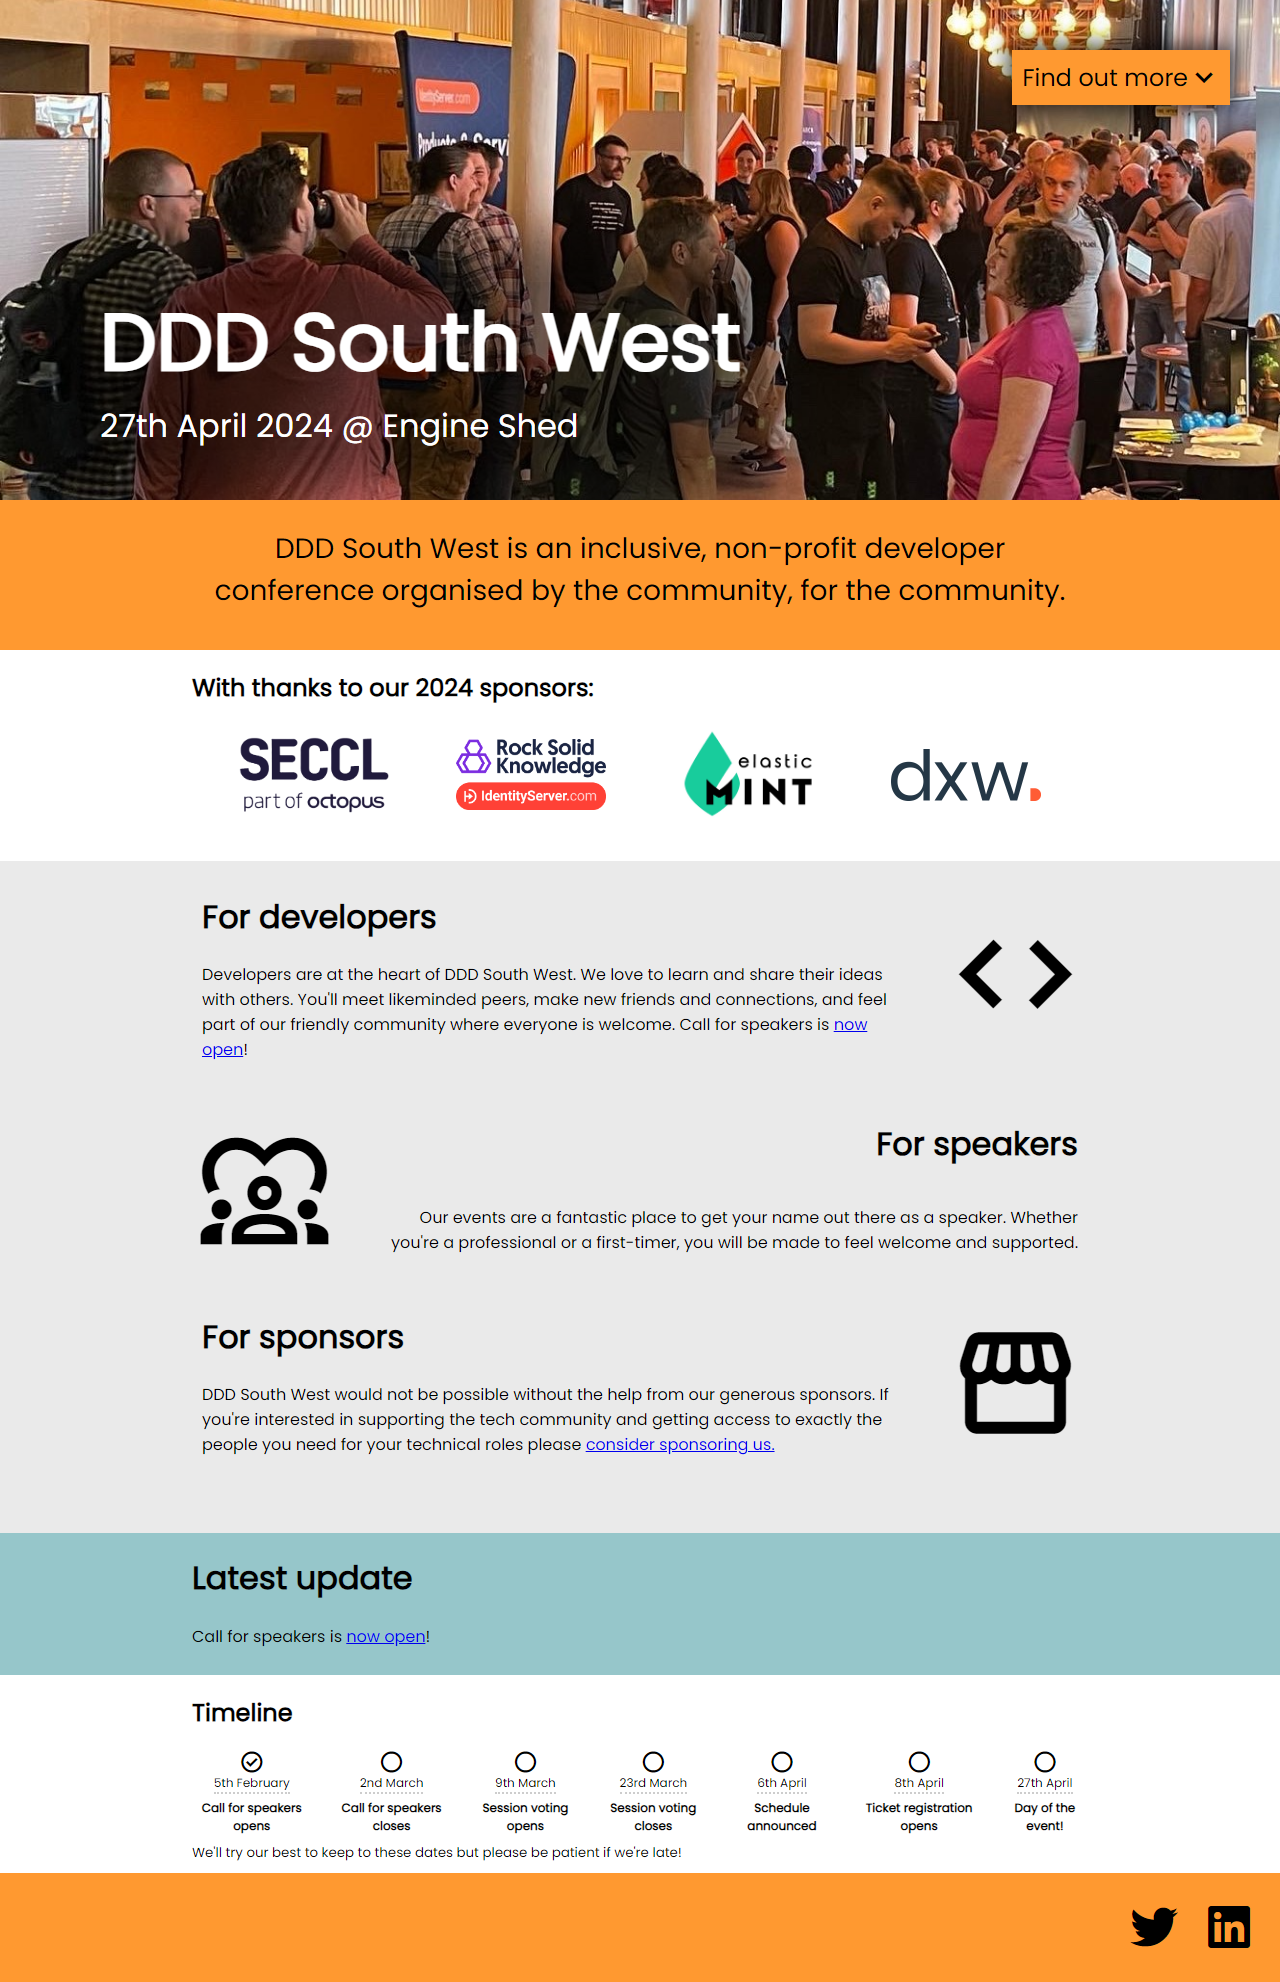 IdentityServer.com
Products & Servi
Find out more
DDD South West
27th April 2024 @ Engine Shed
DDD South West is an inclusive, non-profit developer
conference organised by the community, for the community.
With thanks to our 2024 sponsors:
SECCL
part of octopus
Rock Solid
Knowledge
IdentityServer.com
elastic
MINT
dxw.
For developers
Developers are at the heart of DDD South West. We love to learn and share their ideas
with others. You'll meet likeminded peers, make new friends and connections, and feel
part of our friendly community where everyone is welcome. Call for speakers is now
open!
For speakers
Our events are a fantastic place to get your name out there as a speaker. Whether
you're a professional or a first-timer, you will be made to feel welcome and supported.
For sponsors
DDD South West would not be possible without the help from our generous sponsors. If
you're interested in supporting the tech community and getting access to exactly the
people you need for your technical roles please consider sponsoring us.
Latest update
Call for speakers is now open!
Timeline
5th February
Call for speakers
opens
2nd March
Call for speakers
closes
9th March
Session voting
opens
23rd March
Session voting
closes
6th April
Schedule
announced
8th April
Ticket registration
opens
27th April
Day of the
event!
We'll try our best to keep to these dates but please be patient if we're late!
in